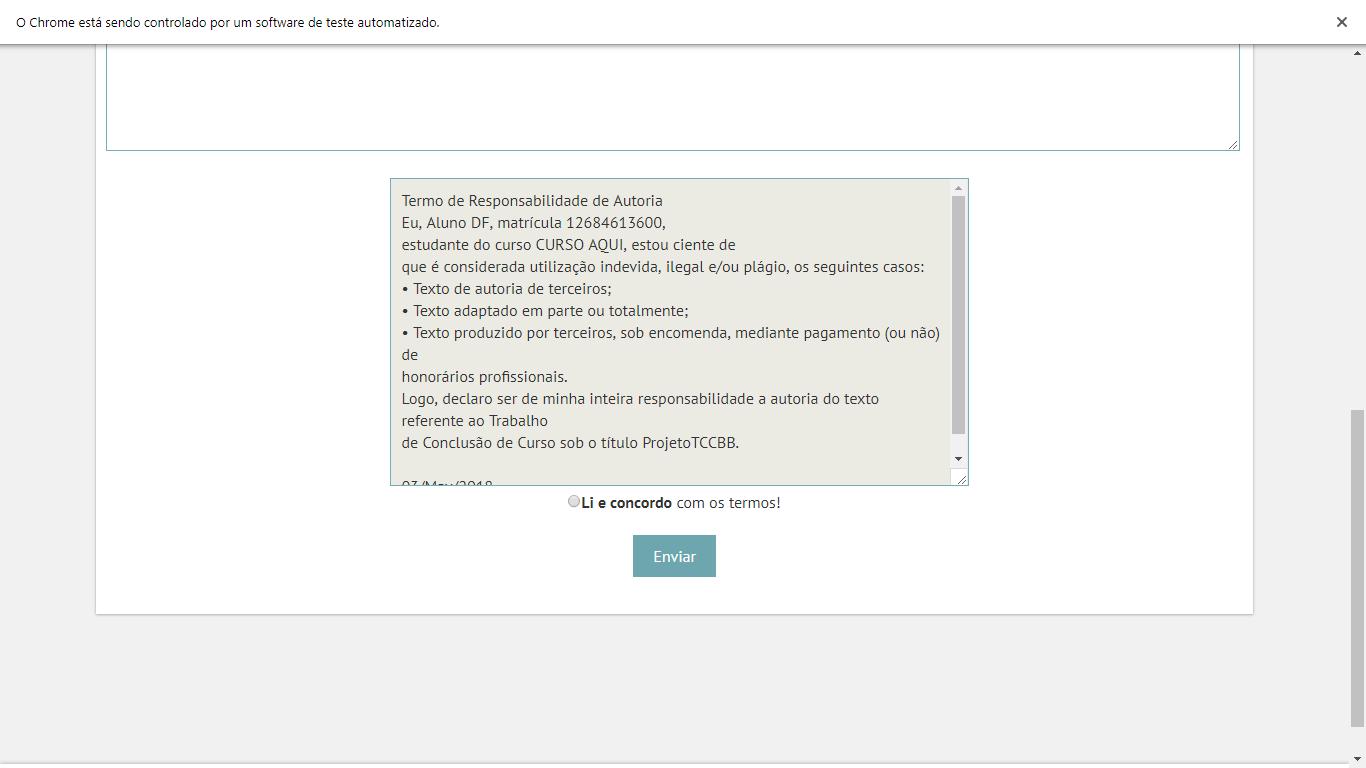 O Chrome está sendo controlado por um software de teste automatizado.
Termo de Responsabilidade de Autoria
Eu, Aluno DF, matrícula 12684613600,
estudante do curso CURSO AQUI, estou ciente de
que é considerada utilização indevida, ilegal e/ou plágio, os seguintes casos:
• Texto de autoria de terceiros;
• Texto adaptado em parte ou totalmente;
• Texto produzido por terceiros, sob encomenda, mediante pagamento (ou não)
de
honorários profissionais.
Logo, declaro ser de minha inteira responsabilidade a autoria do texto
referente ao Trabalho
de Conclusão de Curso sob o título ProjetoTCCBB.
03/May/2018
Li e concordo com os termos!
Enviar